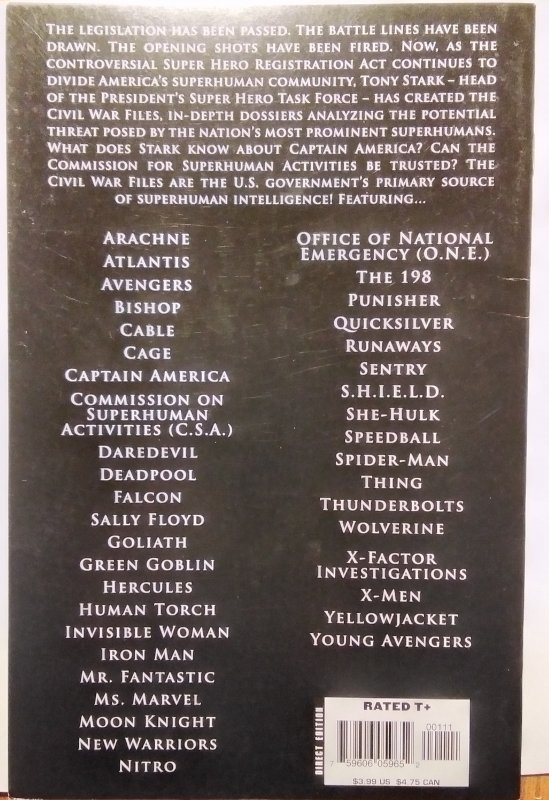 The legislation has been passed. The battle lines have been
drawn. The opening shots have been fired. Now, as the
controversial Super Hero Registration Act continues to
divide America's superhuman community, Tony Stark – head
of the President's Super Hero Task Force – has created the
Civil War Files, in-depth dossiers analyzing the potential
threat posed by the nation's most prominent superhumans.
What does Stark know about Captain America? Can the
Commission for Superhuman Activities be trusted? The
Civil War Files are the U.S. government's primary source
of superhuman intelligence! Featuring...
Arachne
Atlantis
Avengers
Bishop
Cable
Cage
Captain America
Commission on
Superhuman
Activities (C.S.A.)
Daredevil
Deadpool
Falcon
Sally Floyd
Goliath
Green Goblin
Hercules
Human Torch
Invisible Woman
Iron Man
Mr. Fantastic
Ms. Marvel
Moon Knight
New Warriors
Nitro
Office of National
Emergency (O.N.E.)
The 198
Punisher
Quicksilver
Runaways
Sentry
S.H.I.E.L.D.
She-Hulk
Speedball
Spider-Man
Thing
Thunderbolts
Wolverine
X-Factor
Investigations
X-Men
Yellowjacket
Young Avengers
RATED T+
DIRECT EDITION
00111
7 59606 05965 2
$3.99 US $4.75 CAN